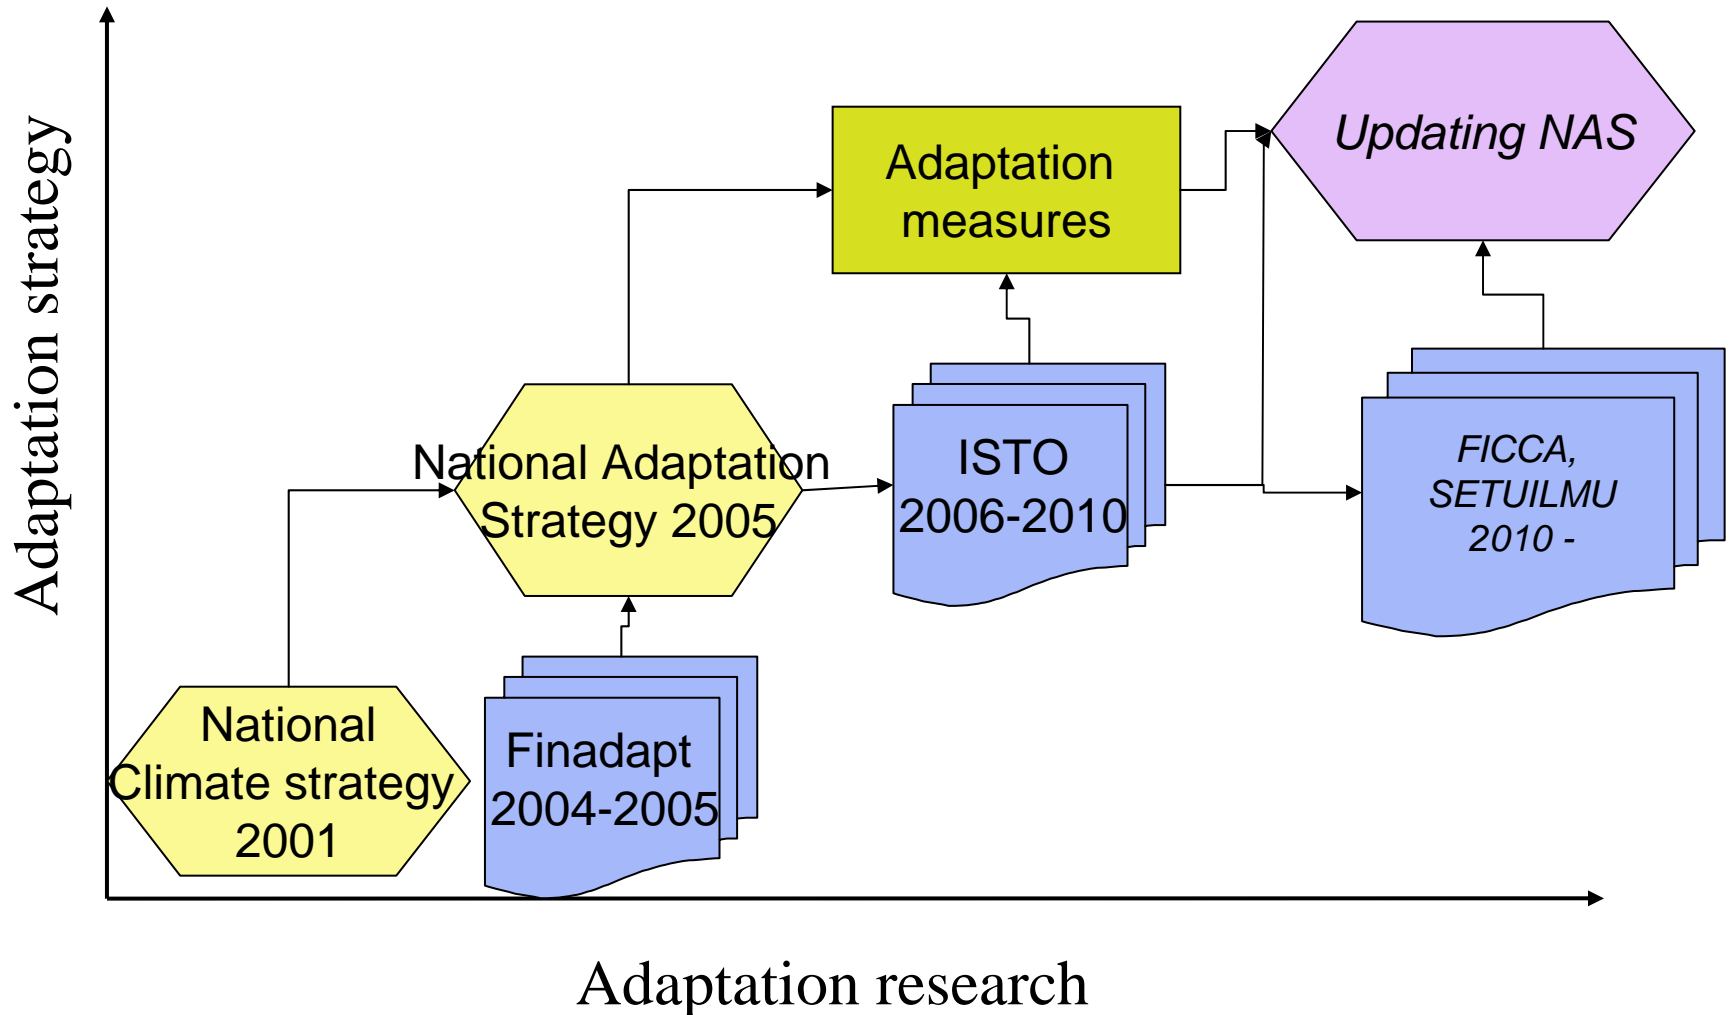 Adaptation strategy
Updating NAS
Adaptation
measures
National Adaptation
Strategy 2005
ISTO
2006-2010
FICCA,
SETUILMU
2010 -
National
Climate strategy
2001
Finadapt
2004-2005
Adaptation research